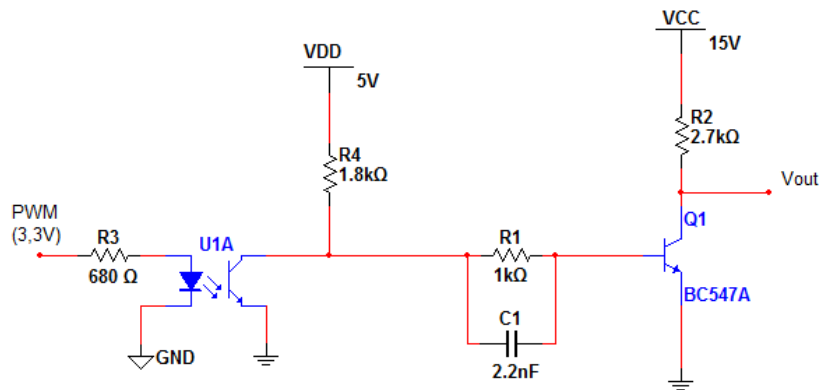 VCC
15V
VDD
5V
R2
2.7kΩ
R4
1.8kΩ
Vout
PWM
(3,3V)
R3
680 Ω
U1A
Q1
R1
1kΩ
BC547A
C1
2.2nF
GND